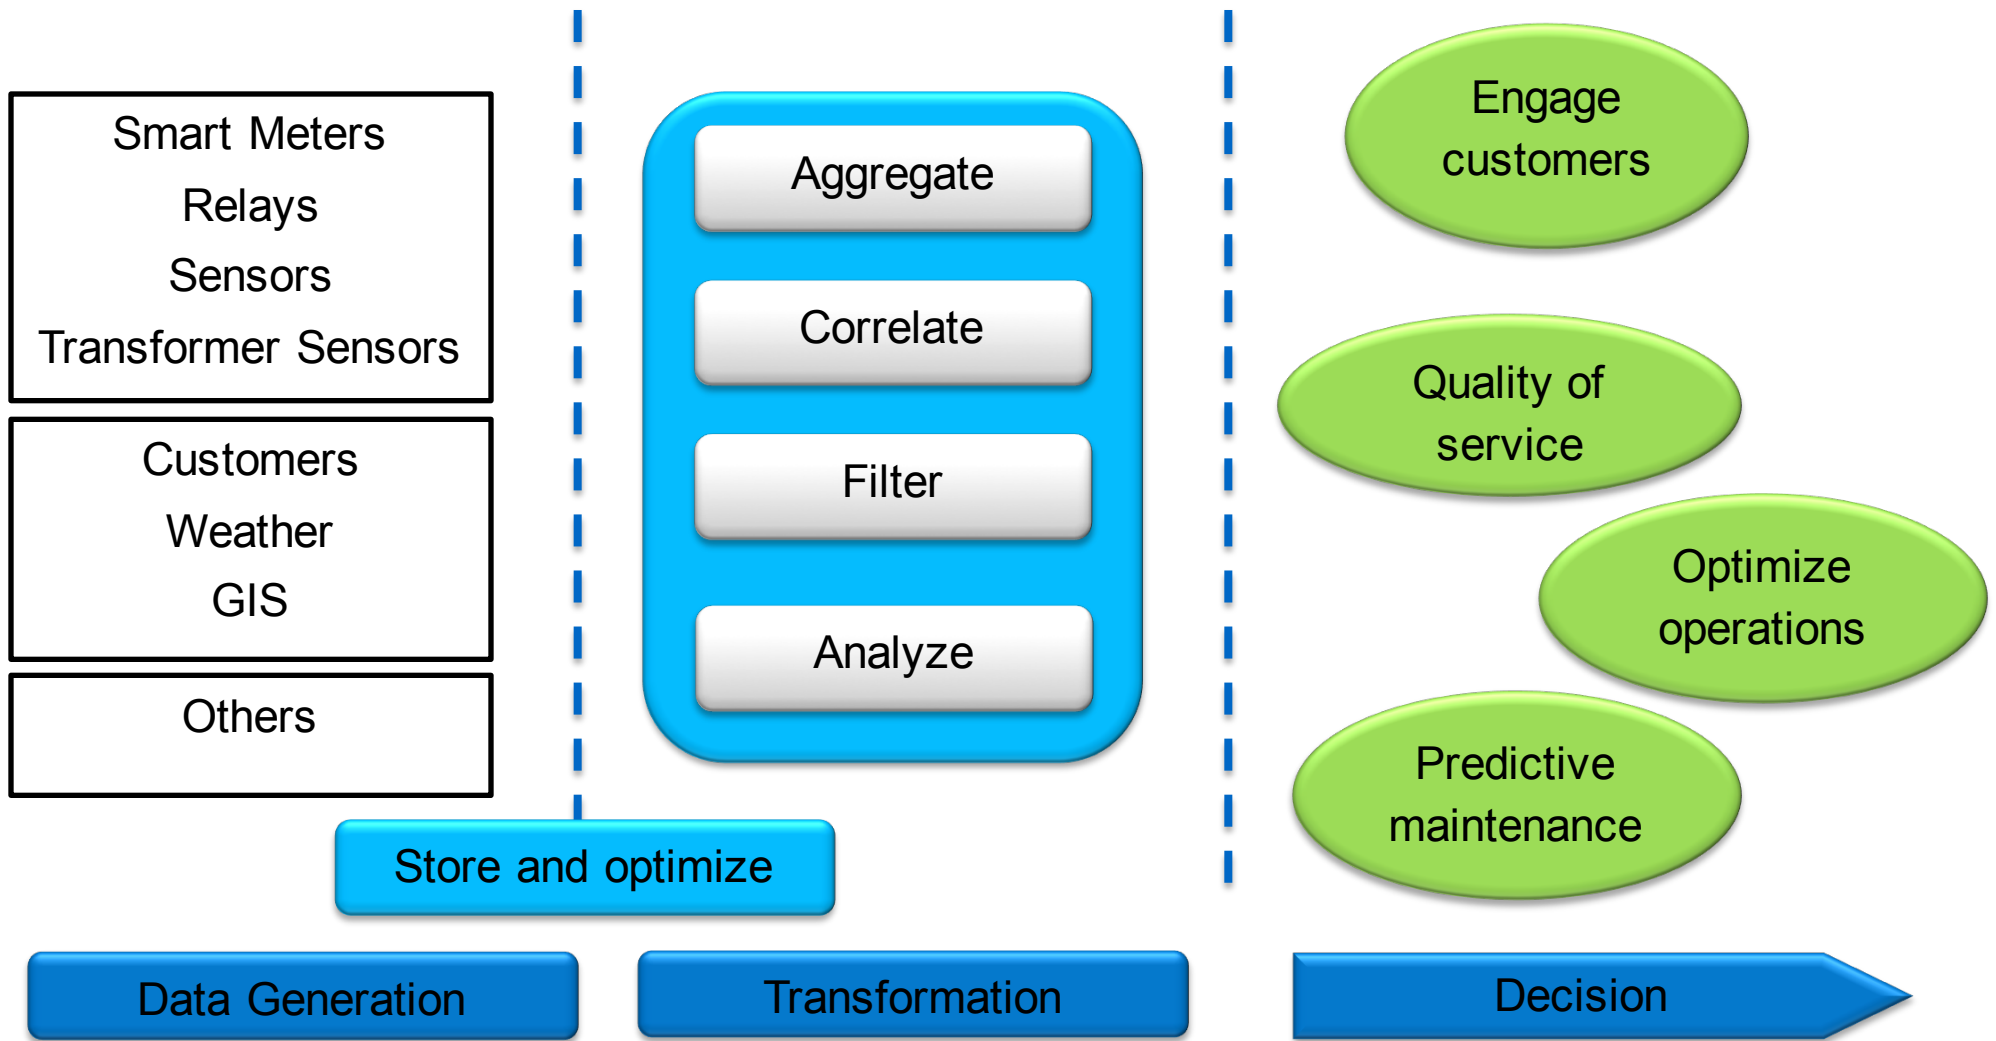 Smart Meters
Relays
Sensors
Transformer Sensors
Customers
Weather
GIS
Others
Aggregate
Correlate
Filter
Analyze
Engage
customers
Quality of
service
Optimize
operations
Predictive
maintenance
Store and optimize
Data Generation
Transformation
Decision